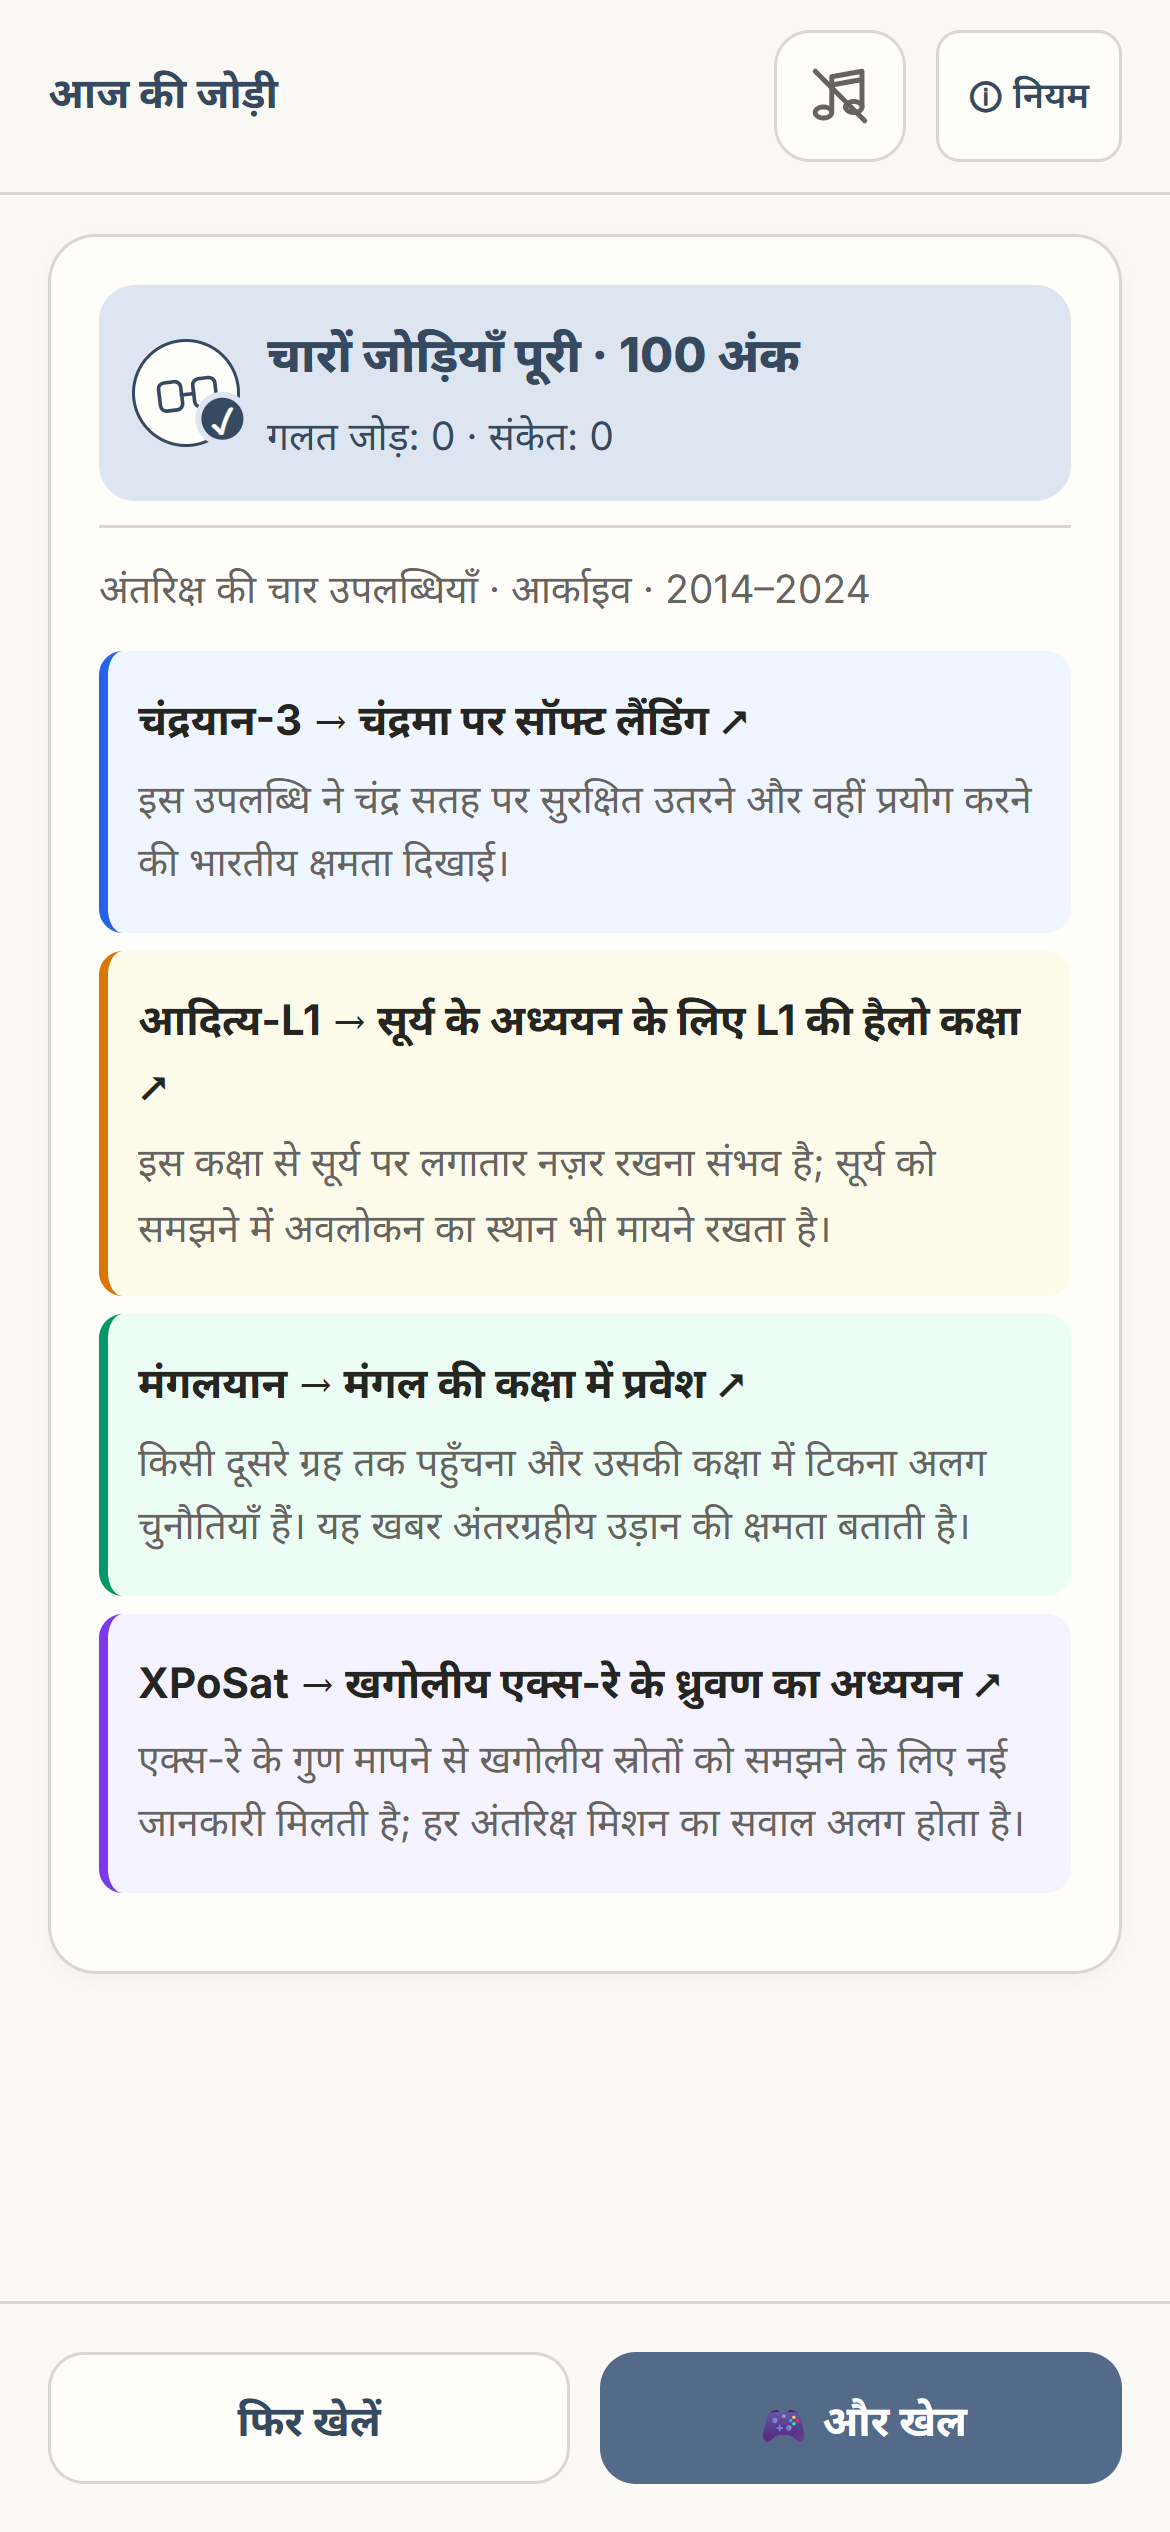 आज की जोड़ी
ⓘ नियम
चारों जोड़ियाँ पूरी · 100 अंक
गलत जोड़: 0 · संकेत: 0
अंतरिक्ष की चार उपलब्धियाँ · आर्काइव · 2014–2024
चंद्रयान-3 → चंद्रमा पर सॉफ्ट लैंडिंग ↗
इस उपलब्धि ने चंद्र सतह पर सुरक्षित उतरने और वहीं प्रयोग करने
की भारतीय क्षमता दिखाई।
आदित्य-L1 → सूर्य के अध्ययन के लिए L1 की हैलो कक्षा
↗
इस कक्षा से सूर्य पर लगातार नज़र रखना संभव है; सूर्य को
समझने में अवलोकन का स्थान भी मायने रखता है।
मंगलयान → मंगल की कक्षा में प्रवेश ↗
किसी दूसरे ग्रह तक पहुँचना और उसकी कक्षा में टिकना अलग
चुनौतियाँ हैं। यह खबर अंतरग्रहीय उड़ान की क्षमता बताती है।
XPoSat → खगोलीय एक्स-रे के ध्रुवण का अध्ययन ↗
एक्स-रे के गुण मापने से खगोलीय स्रोतों को समझने के लिए नई
जानकारी मिलती है; हर अंतरिक्ष मिशन का सवाल अलग होता है।
फिर खेलें
🎮 और खेल